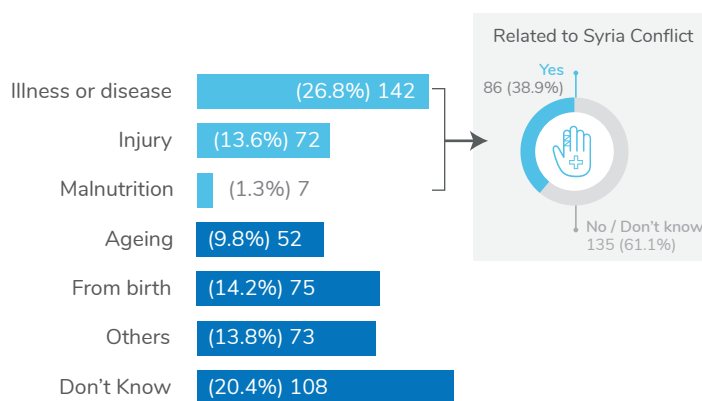 Related to Syria Conflict
Yes
86 (38.9%)
No / Don't know
135 (61.1%)
Illness or disease (26.8%) 142
Injury (13.6%) 72
Malnutrition (1.3%) 7
Ageing (9.8%) 52
From birth (14.2%) 75
Others (13.8%) 73
Don't Know (20.4%) 108